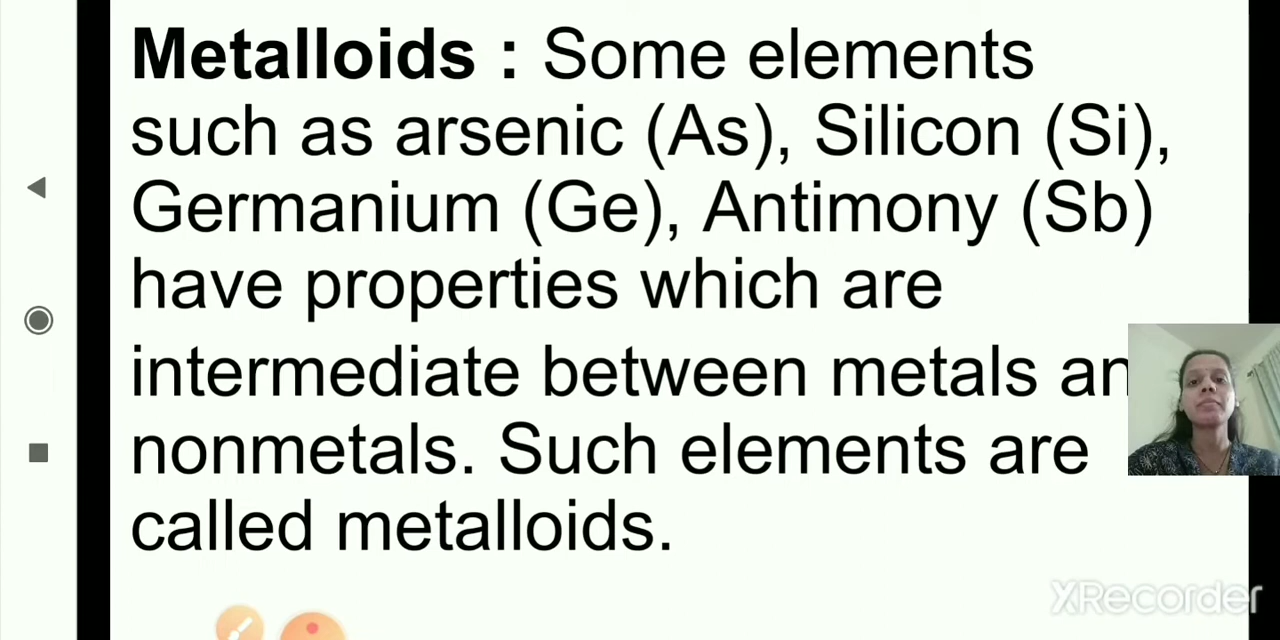 Metalloids : Some elements
such as arsenic (As), Silicon (Si),
Germanium (Ge), Antimony (Sb)
have properties which are
intermediate between metals an
nonmetals. Such elements are
called metalloids.
XRecorder